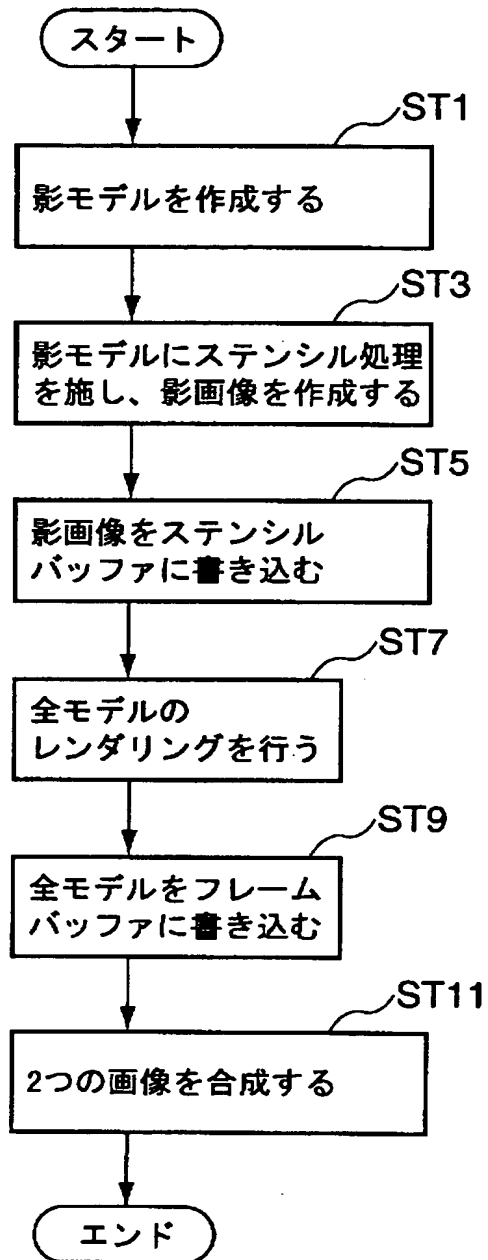 スタート
ST1
影モデルを作成する
ST3
影モデルにステンシル処理
を施し、影画像を作成する
ST5
影画像をステンシル
バッファに書き込む
ST7
全モデルの
レンダリングを行う
ST9
全モデルをフレーム
バッファに書き込む
ST11
2つの画像を合成する
エンド